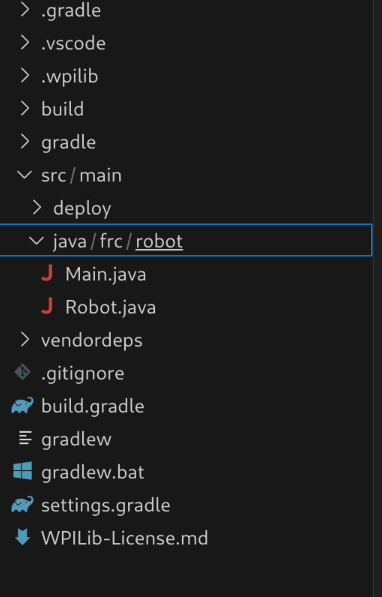 .gradle
.vscode
.wpilib
build
gradle
src/main
deploy
java/frc/robot
Main.java
Robot.java
vendordeps
.gitignore
build.gradle
gradlew
gradlew.bat
settings.gradle
WPILib-License.md